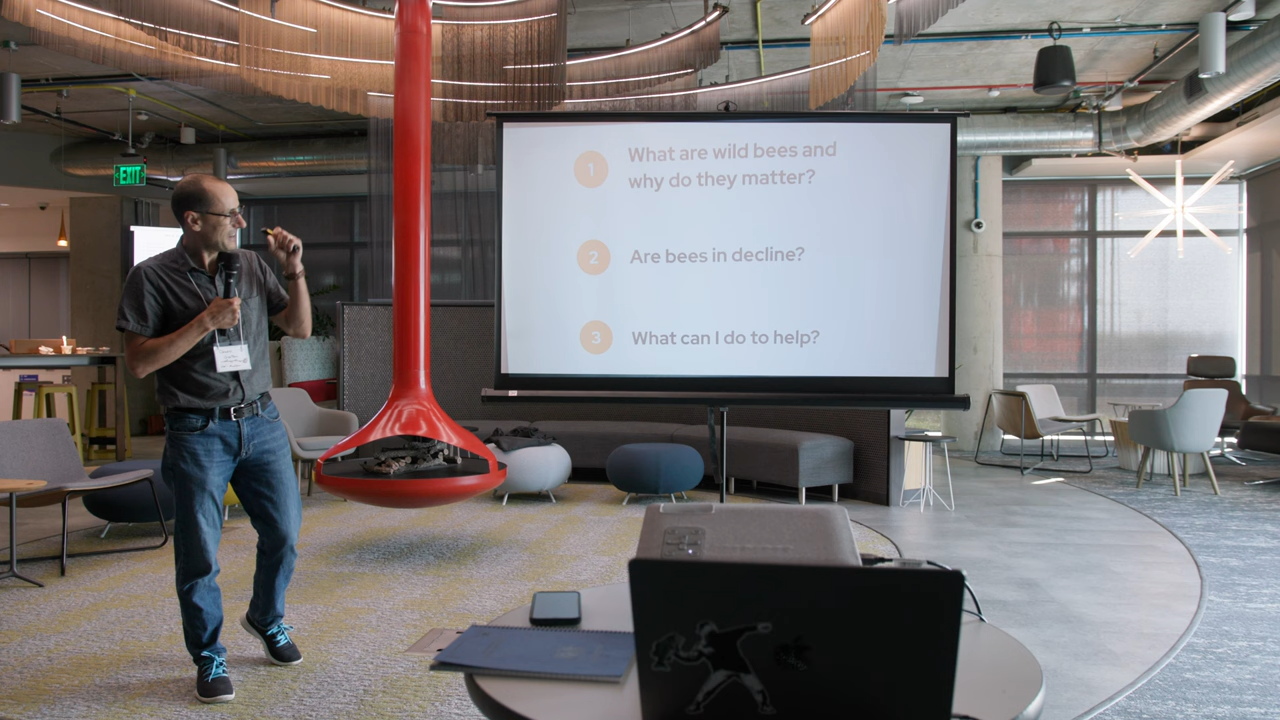 EXIT
1
What are wild bees and
why do they matter?
2
Are bees in decline?
3
What can I do to help?